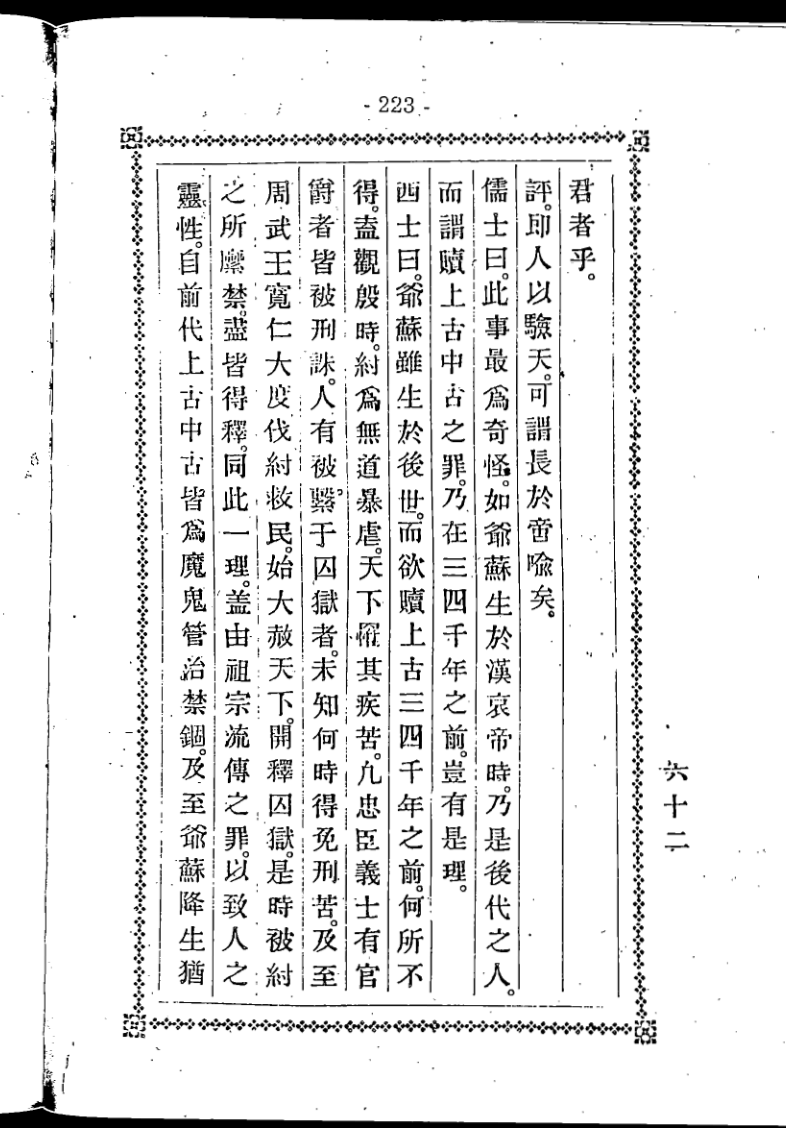 - 223 -
六十二
君者乎。
評。即人以驗天。可謂長於啻喩矣。
儒士曰。此事最爲奇怪。如爺蘇生於漢哀帝時。乃是後代之人。
而謂贖上古中古之罪。乃在三四千年之前。豈有是理。
西士曰。爺蘇雖生於後世。而欲贖上古三四千年之前。何所不
得。盍觀殷時。紂爲無道暴虐。天下罹其疾苦。凢忠臣義士有官
爵者皆被刑誅。人有被繫于囚獄者。未知何時得免刑苦。及至
周武王寬仁大度伐紂救民。始大赦天下。開釋囚獄。是時被紂
之所縻禁。盡皆得釋。同此一理。盖由祖宗流傳之罪。以致人之
靈性。自前代上古中古皆爲魔鬼管治禁錮。及至爺蘇降生猶